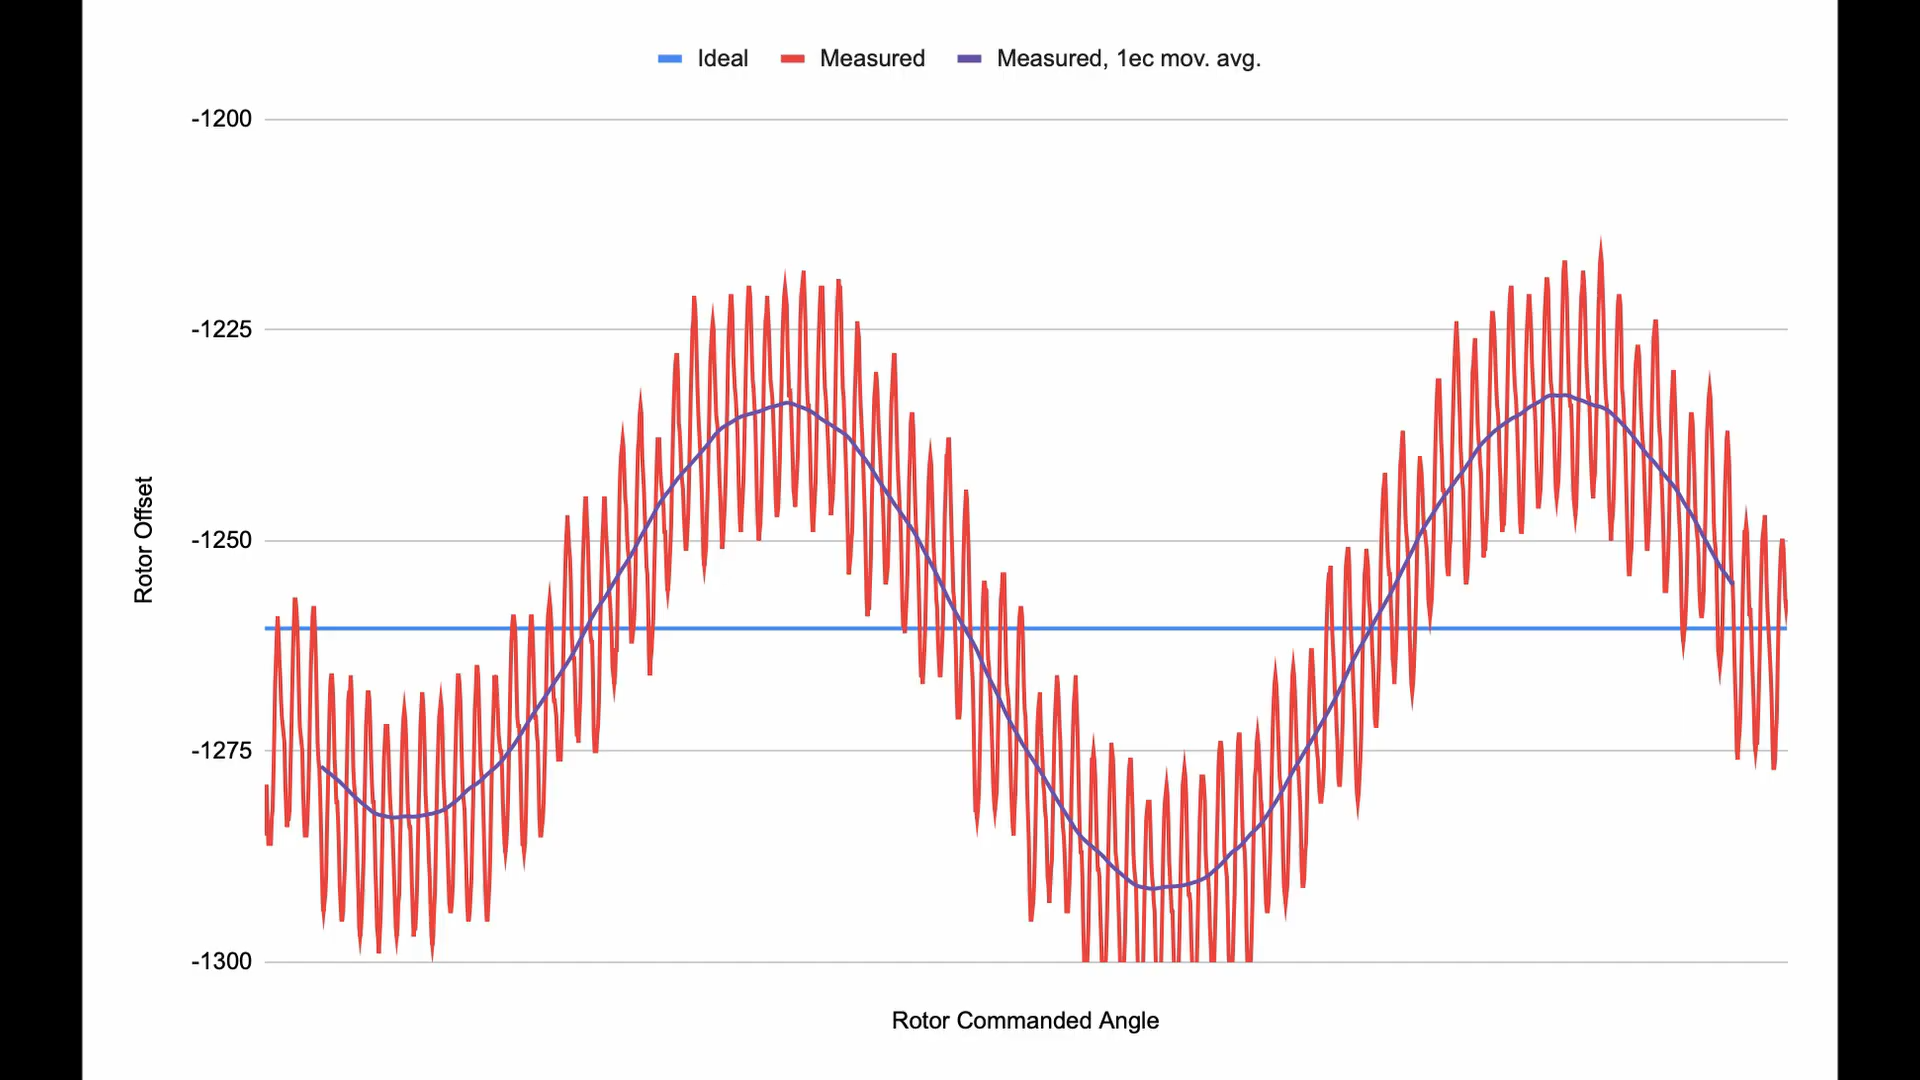 Ideal Measured Measured, 1ec mov. avg.
-1200
-1225
-1250
-1275
-1300
Rotor Offset
Rotor Commanded Angle